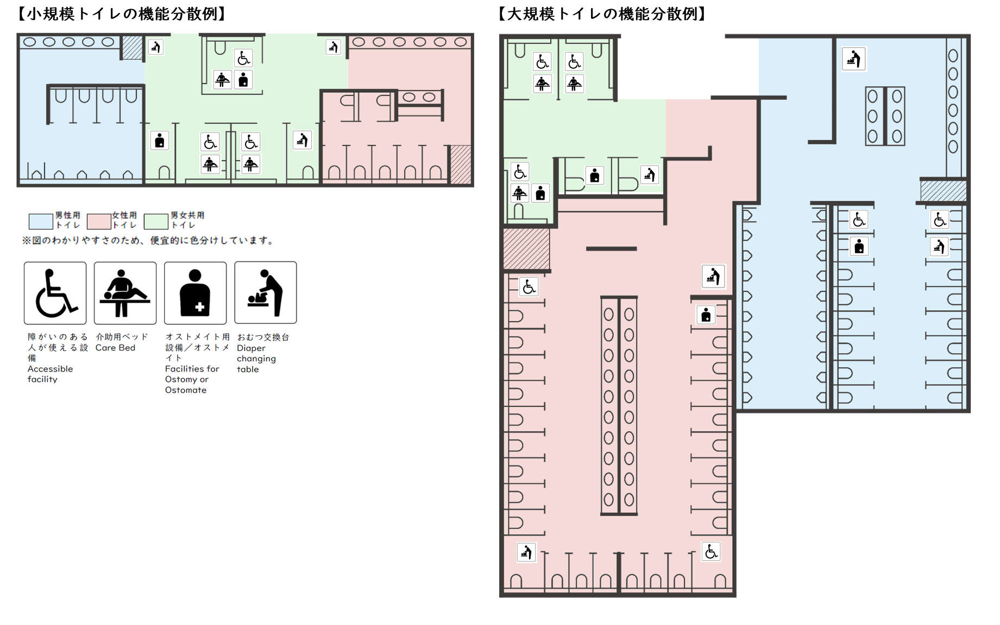 【小規模トイレの機能分散例】
【大規模トイレの機能分散例】
男性用
トイレ
女性用
トイレ
男女共用
トイレ
※図のわかりやすさのため、便宜的に色分けしています。
障がいのある
人が使える設
備
Accessible
facility
介助用ベッド
Care Bed
オストメイト用
設備／オストメ
イト
Facilities for
Ostomy or
Ostomate
おむつ交換台
Diaper
changing
table